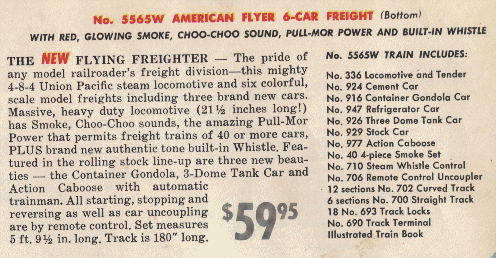 No. 5565W AMERICAN FLYER 6-CAR FREIGHT (Bottom)
WITH RED, GLOWING SMOKE, CHOO-CHOO SOUND, PULL-MOR POWER AND BUILT-IN WHISTLE
THE NEW FLYING FREIGHTER — The pride of
any model railroader's freight division—this mighty
4-8-4 Union Pacific steam locomotive and six colorful,
scale model freights including three brand new cars.
Massive, heavy duty locomotive (21½ inches long!)
has Smoke, Choo-Choo sounds, the amazing Pull-Mor
Power that permits freight trains of 40 or more cars,
PLUS brand new authentic tone built-in Whistle. Fea-
tured in the rolling stock line-up are three new beau-
ties — the Container Gondola, 3-Dome Tank Car and
Action Caboose with automatic
trainman. All starting, stopping and
reversing as well as car uncoupling
are by remote control. Set measures
5 ft. 9½ in. long. Track is 180" long.
$59.95
No. 5565W TRAIN INCLUDES:
No. 336 Locomotive and Tender
No. 924 Cement Car
No. 916 Container Gondola Car
No. 947 Refrigerator Car
No. 926 Three Dome Tank Car
No. 929 Stock Car
No. 977 Action Caboose
No. 40 4-piece Smoke Set
No. 710 Steam Whistle Control
No. 706 Remote Control Uncoupler
12 sections No. 702 Curved Track
6 sections No. 700 Straight Track
18 No. 693 Track Locks
No. 690 Track Terminal
Illustrated Train Book